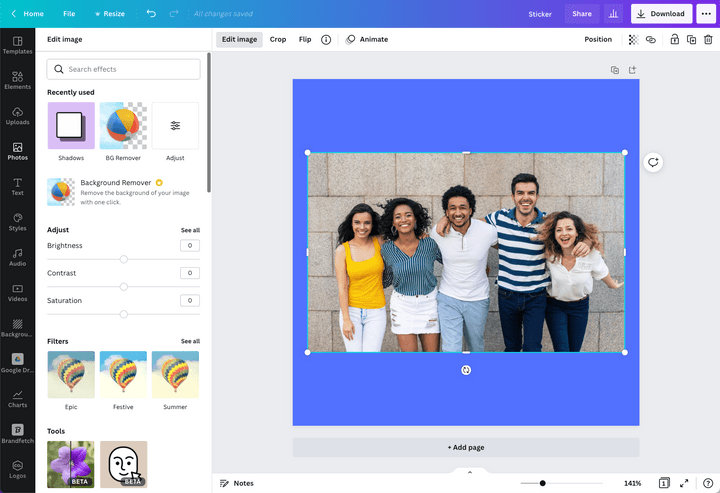 Home
File
Resize
All changes saved
Sticker
Share
Download
Templates
Elements
Uploads
Photos
Text
Styles
Audio
Videos
Backgrou...
Google Dr...
Charts
Brandfetch
Logos
Edit image
Search effects
Recently used
Shadows
BG Remover
Adjust
Background Remover
Remove the background of your image
with one click.
Adjust
See all
Brightness
0
Contrast
0
Saturation
0
Filters
See all
Epic
Festive
Summer
Tools
BETA
BETA
Edit image
Crop
Flip
Animate
Position
+ Add page
Notes
141%
1